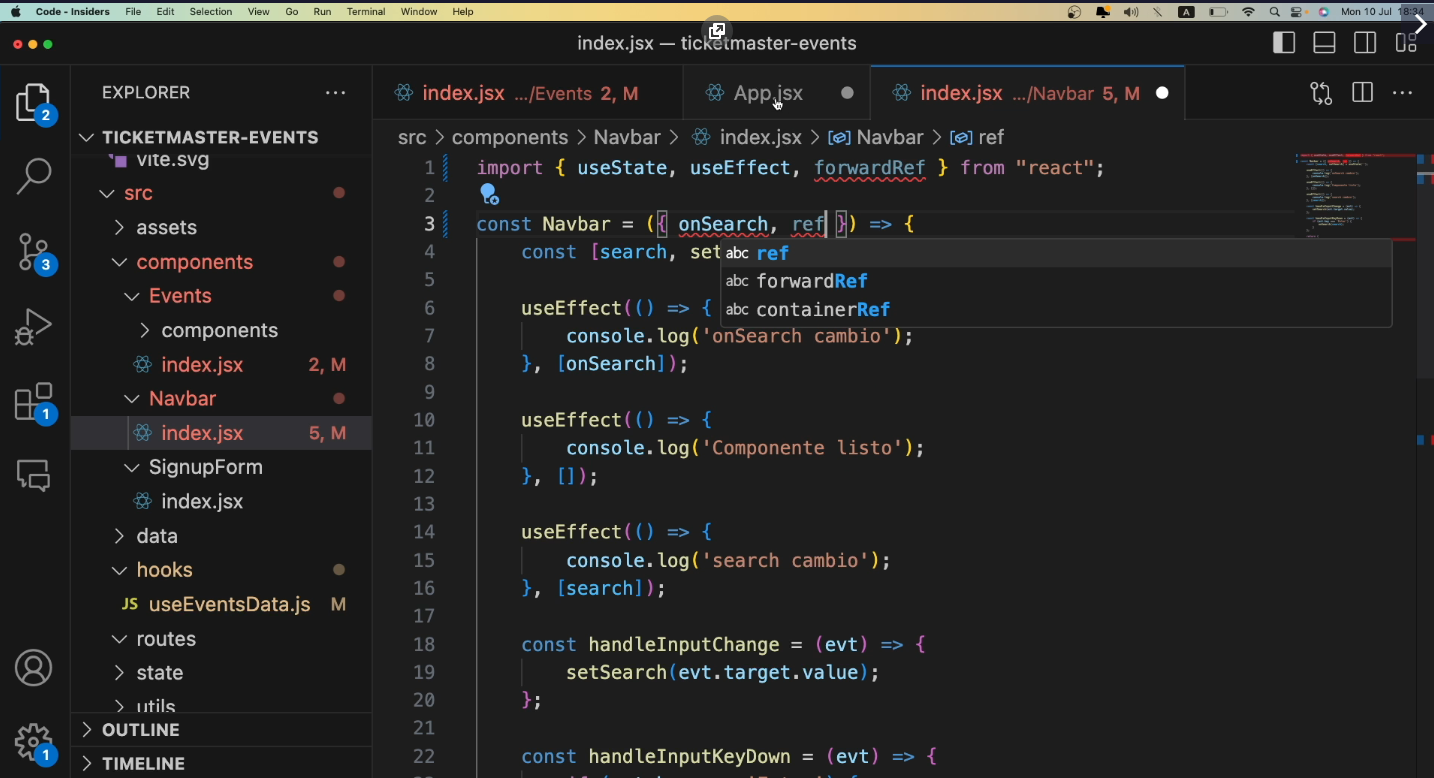 Code - Insiders File Edit Selection View Go Run Terminal Window Help A Mon 10 Jul 18:34
index.jsx — ticketmaster-events
EXPLORER
TICKETMASTER-EVENTS
vite.svg
src
assets
components
Events
components
index.jsx 2, M
Navbar
index.jsx 5, M
SignupForm
index.jsx
data
hooks
JS useEventsData.js M
routes
state
utils
OUTLINE
TIMELINE
2
3
1
1
index.jsx .../Events 2, M App.jsx index.jsx .../Navbar 5, M
src > components > Navbar > index.jsx > Navbar > ref
1 import { useState, useEffect, forwardRef } from "react";
2
3 const Navbar = ({ onSearch, ref }) => {
4 const [search, set
abc ref
abc forwardRef
abc containerRef
5
6 useEffect(() => {
7 console.log('onSearch cambio');
8 }, [onSearch]);
9
10 useEffect(() => {
11 console.log('Componente listo');
12 }, []);
13
14 useEffect(() => {
15 console.log('search cambio');
16 }, [search]);
17
18 const handleInputChange = (evt) => {
19 setSearch(evt.target.value);
20 };
21
22 const handleInputKeyDown = (evt) => {